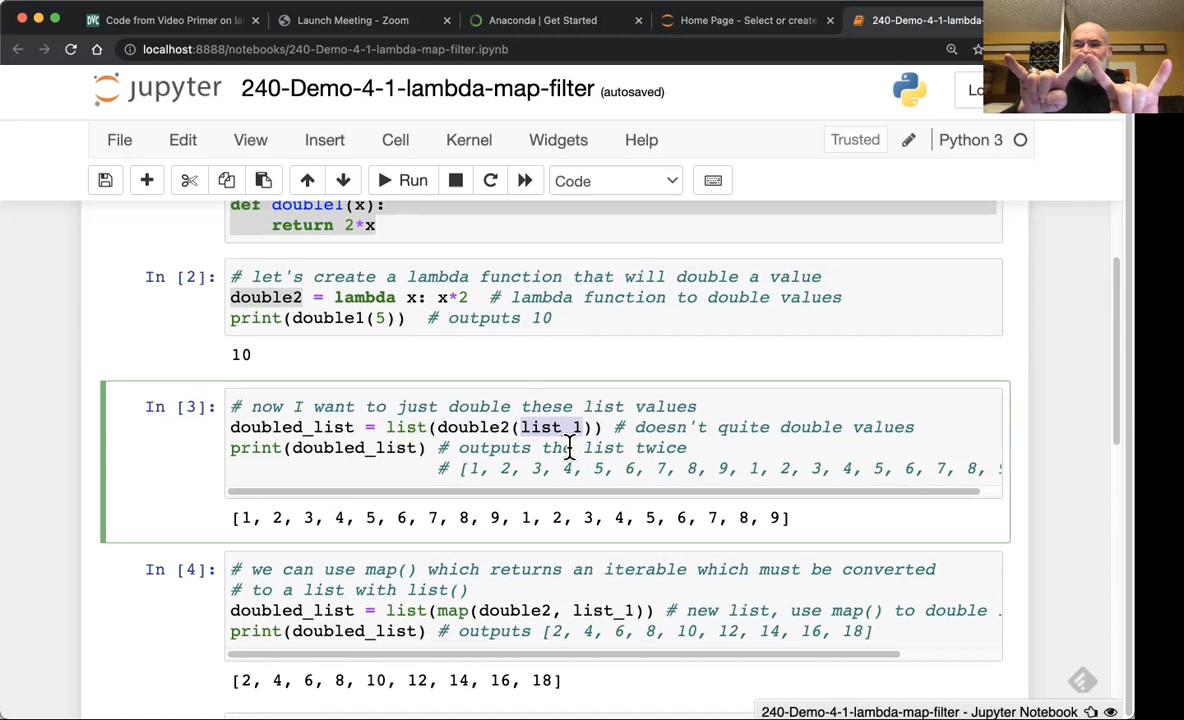 Code from Video Primer on la
Launch Meeting - Zoom
Anaconda | Get Started
Home Page - Select or create
240-Demo-4-1-lambda-
localhost:8888/notebooks/240-Demo-4-1-lambda-map-filter.ipynb
jupyter 240-Demo-4-1-lambda-map-filter (autosaved)
File Edit View Insert Cell Kernel Widgets Help Trusted Python 3
Run Code
def double1(x):
return 2*x
In [2]: # let's create a lambda function that will double a value
double2 = lambda x: x*2 # lambda function to double values
print(double1(5)) # outputs 10
10
In [3]: # now I want to just double these list values
doubled_list = list(double2(list_1)) # doesn't quite double values
print(doubled_list) # outputs the list twice
# [1, 2, 3, 4, 5, 6, 7, 8, 9, 1, 2, 3, 4, 5, 6, 7, 8,
[1, 2, 3, 4, 5, 6, 7, 8, 9, 1, 2, 3, 4, 5, 6, 7, 8, 9]
In [4]: # we can use map() which returns an iterable which must be converted
# to a list with list()
doubled_list = list(map(double2, list_1)) # new list, use map() to double
print(doubled_list) # outputs [2, 4, 6, 8, 10, 12, 14, 16, 18]
[2, 4, 6, 8, 10, 12, 14, 16, 18]
240-Demo-4-1-lambda-map-filter - Jupyter Notebook